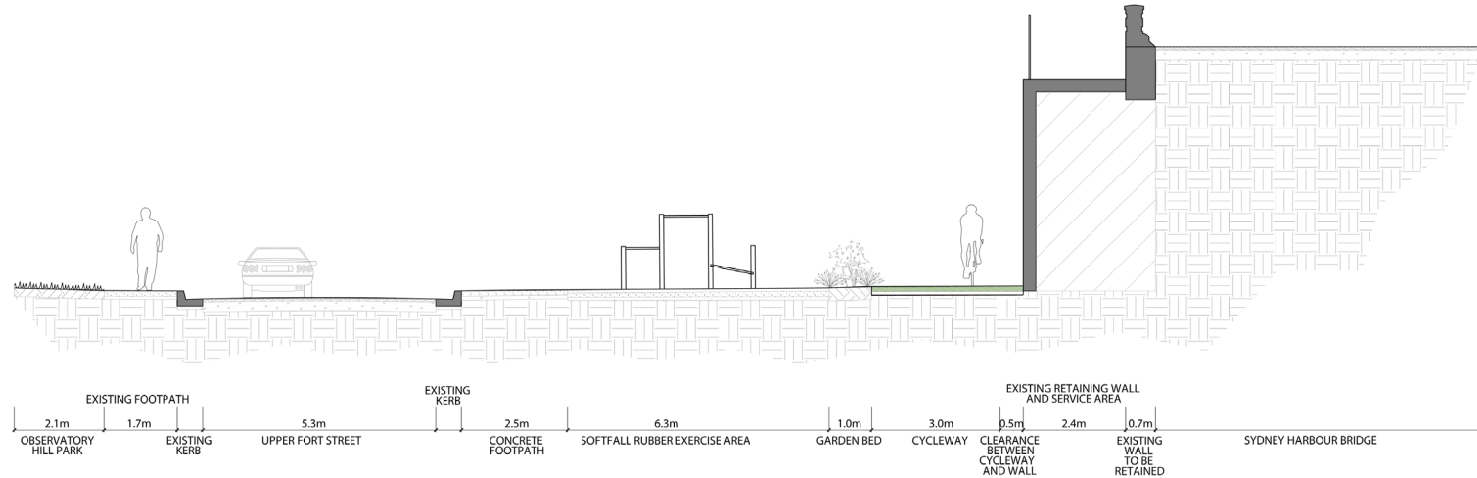 EXISTING FOOTPATH
EXISTING
KERB
EXISTING RETAINING WALL
AND SERVICE AREA
2.1m 1.7m 5.3m 2.5m 6.3m 1.0m 3.0m 0.5m 2.4m 0.7m
OBSERVATORY
HILL PARK
EXISTING
KERB
UPPER FORT STREET
CONCRETE
FOOTPATH
SOFTFALL RUBBER EXERCISE AREA
GARDEN BED
CYCLEWAY
CLEARANCE
BETWEEN
CYCLEWAY
AND WALL
EXISTING
WALL
TO BE
RETAINED
SYDNEY HARBOUR BRIDGE